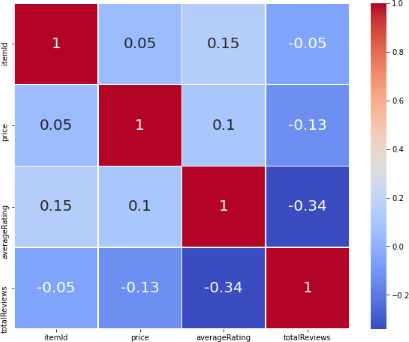 itemId 1 0.05 0.15 -0.05
price 0.05 1 0.1 -0.13
averageRating 0.15 0.1 1 -0.34
totalReviews -0.05 -0.13 -0.34 1
itemId price averageRating totalReviews
1.0
0.8
0.6
0.4
0.2
0.0
-0.2